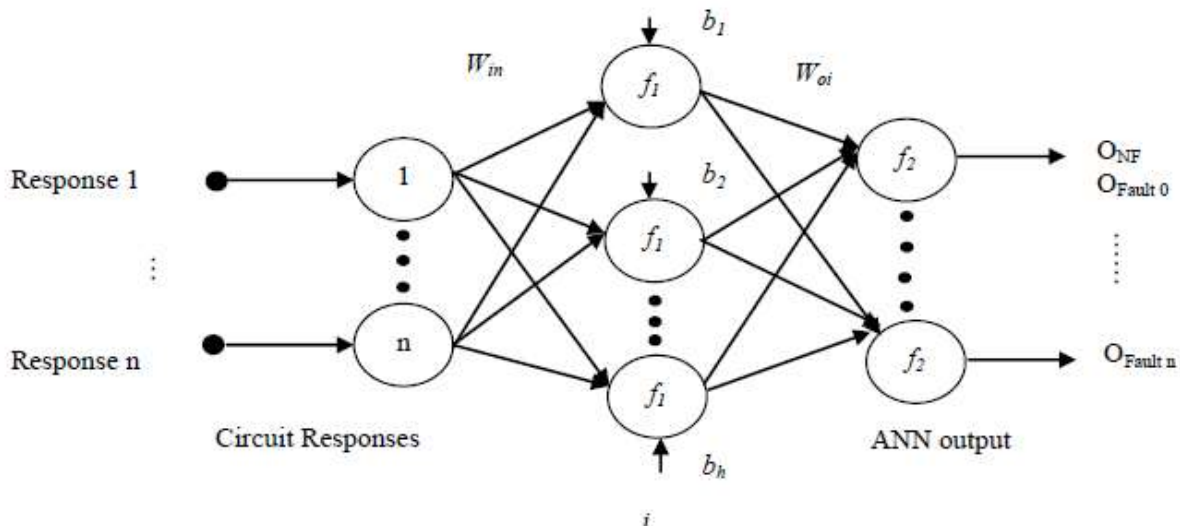 b1
Win
Woi
f1
f2
ONF
Response 1
1
b2
OFault 0
f1
Response n
n
f1
f2
OFault n
Circuit Responses
ANN output
bh
i